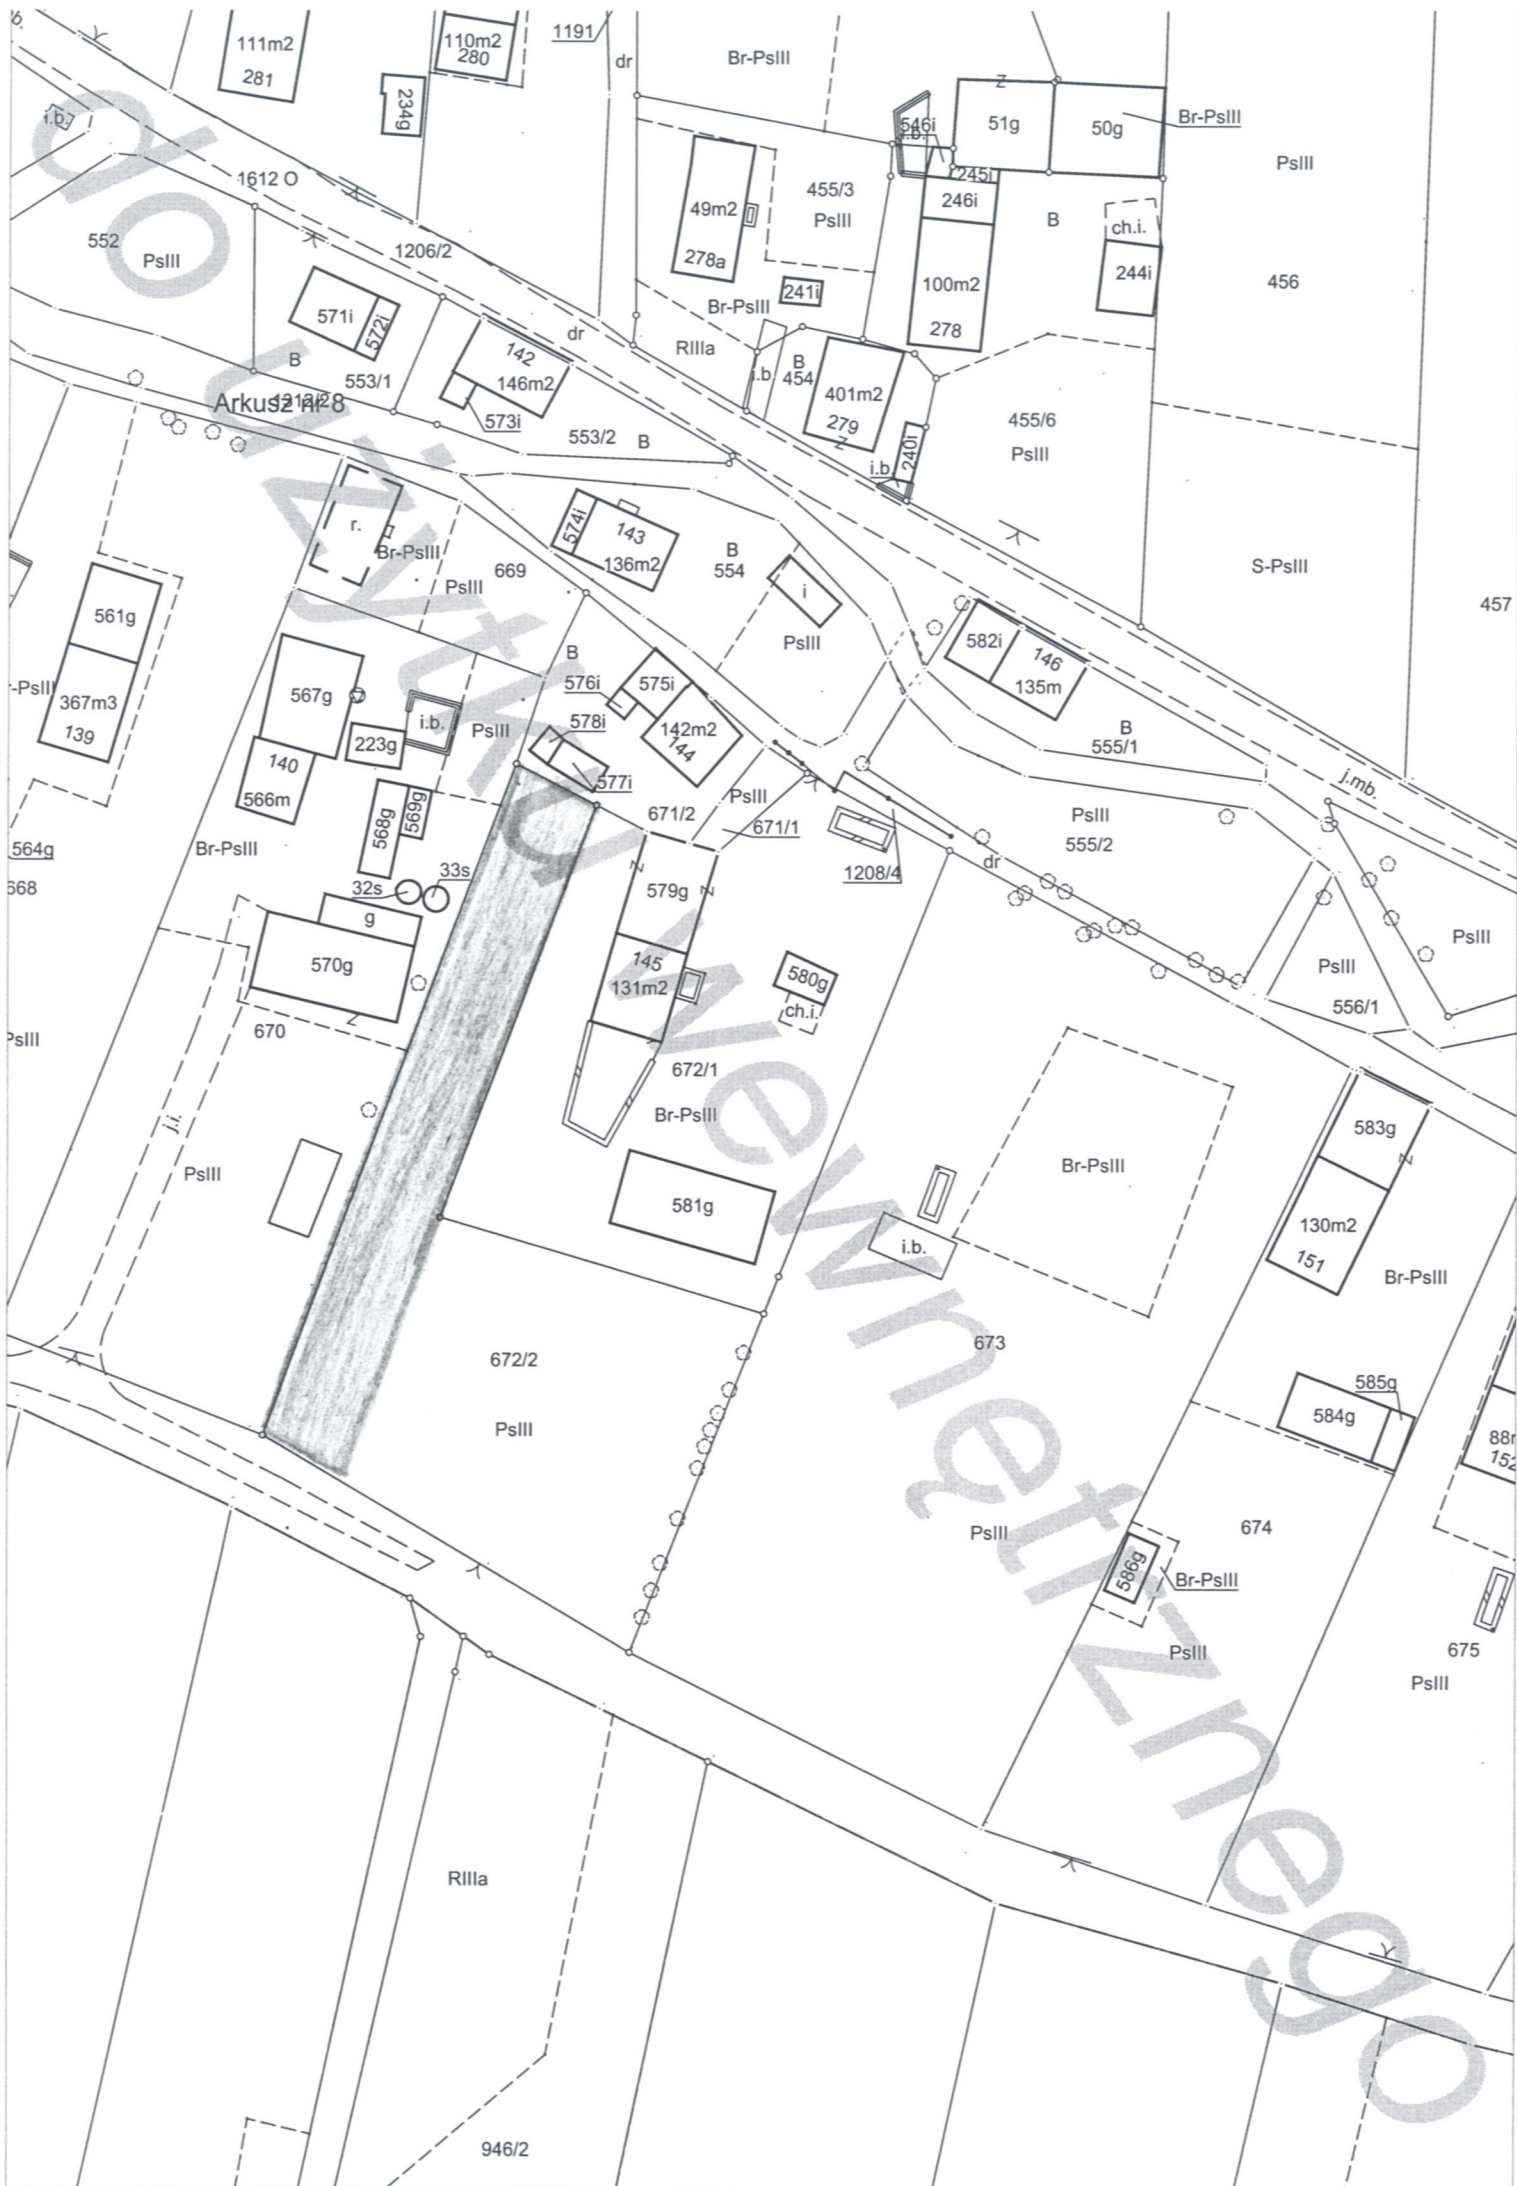 b.
111m2
281
110m2
280
1191
dr
Br-PsIII
234g
i.b.
546i
i.b.
51g
50g
Br-PsIII
PsIII
Z
245i
246i
1612 O
455/3
PsIII
49m2
278a
B
ch.i.
244i
552
PsIII
1206/2
241i
100m2
278
456
Br-PsIII
571i
572i
dr
RIIIa
142
146m2
B
553/1
573i
i.b.
B
454
401m2
279
Z
Arkusz nr 8
1212/2
553/2
B
240i
i.b.
455/6
PsIII
r.
Br-PsIII
574i
143
136m2
B
554
S-PsIII
PsIII
669
i
457
561g
PsIII
582i
146
135m
r-PsIII
367m3
139
567g
B
576i
575i
i.b.
PsIII
578i
142m2
144
B
555/1
223g
140
566m
577i
j.mb.
PsIII
671/2
671/1
PsIII
555/2
568g
569g
564g
Br-PsIII
1208/4
dr
668
32s
33s
579g
g
PsIII
570g
145
131m2
580g
ch.i.
PsIII
556/1
Z
670
PsIII
672/1
Br-PsIII
583g
j.i.
PsIII
Br-PsIII
581g
130m2
151
i.b.
Br-PsIII
673
672/2
585g
584g
PsIII
88m
152
PsIII
674
586g
Br-PsIII
PsIII
675
PsIII
RIIIa
946/2
do użytku wewnętrznego